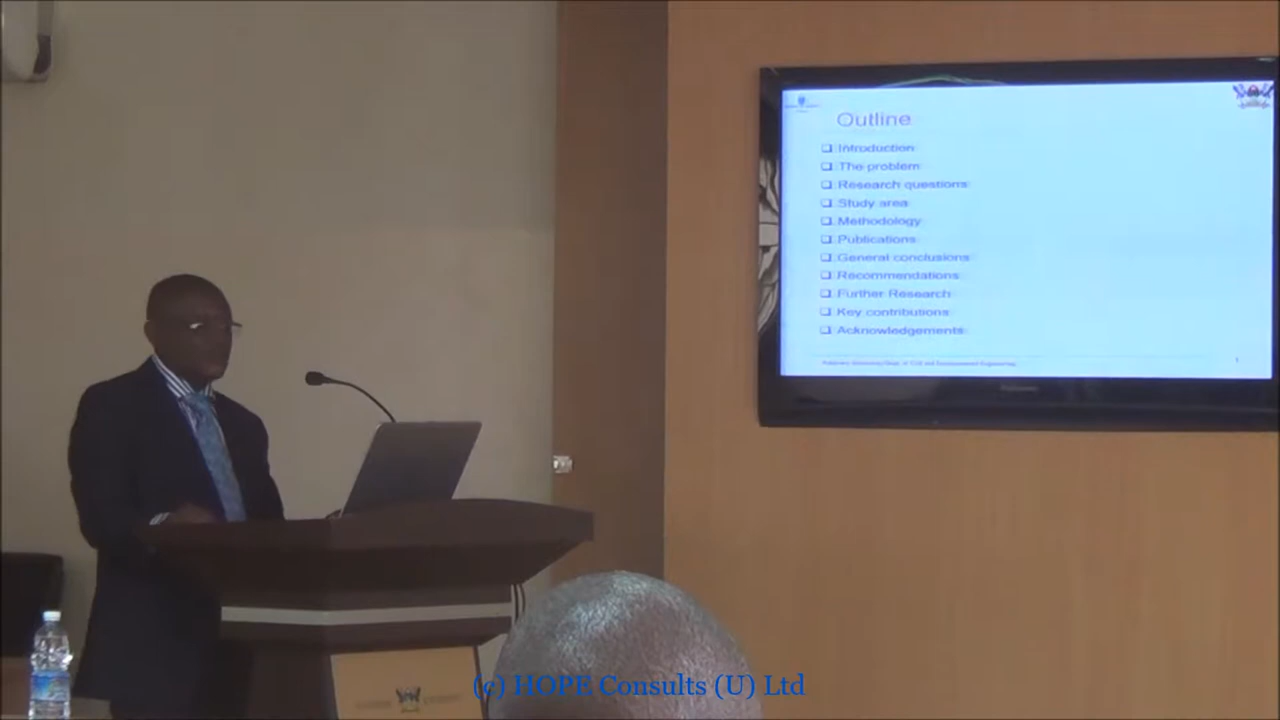 Outline
❑ Introduction
❑ The problem
❑ Research questions
❑ Study area
❑ Methodology
❑ Publications
❑ General conclusions
❑ Recommendations
❑ Further Research
❑ Key contributions
❑ Acknowledgements
(c) HOPE Consults (U) Ltd